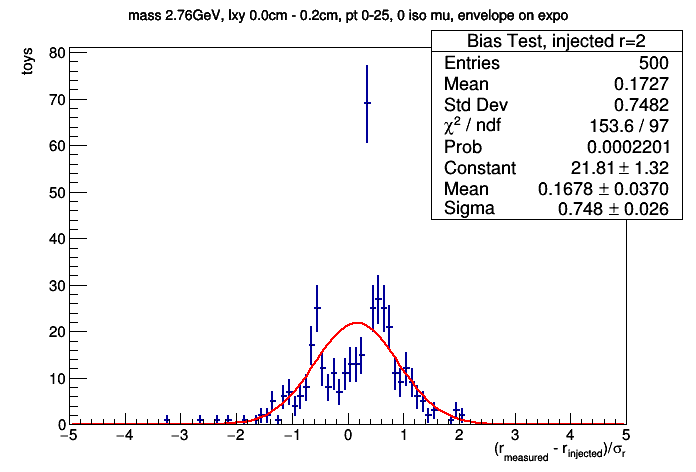 mass 2.76GeV, lxy 0.0cm - 0.2cm, pt 0-25, 0 iso mu, envelope on expo
Bias Test, injected r=2
Entries 500
Mean 0.1727
Std Dev 0.7482
χ² / ndf 153.6 / 97
Prob 0.0002201
Constant 21.81 ± 1.32
Mean 0.1678 ± 0.0370
Sigma 0.748 ± 0.026
toys
80
70
60
50
40
30
20
10
0
−5 −4 −3 −2 −1 0 1 2 3 4 5
(r_measured - r_injected)/σ_r